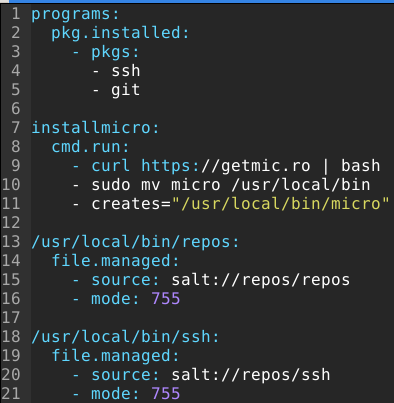 1 programs:
2   pkg.installed:
3     - pkgs:
4       - ssh
5       - git
6
7 installmicro:
8   cmd.run:
9     - curl https://getmic.ro | bash
10     - sudo mv micro /usr/local/bin
11     - creates="/usr/local/bin/micro"
12
13 /usr/local/bin/repos:
14   file.managed:
15     - source: salt://repos/repos
16     - mode: 755
17
18 /usr/local/bin/ssh:
19   file.managed:
20     - source: salt://repos/ssh
21     - mode: 755